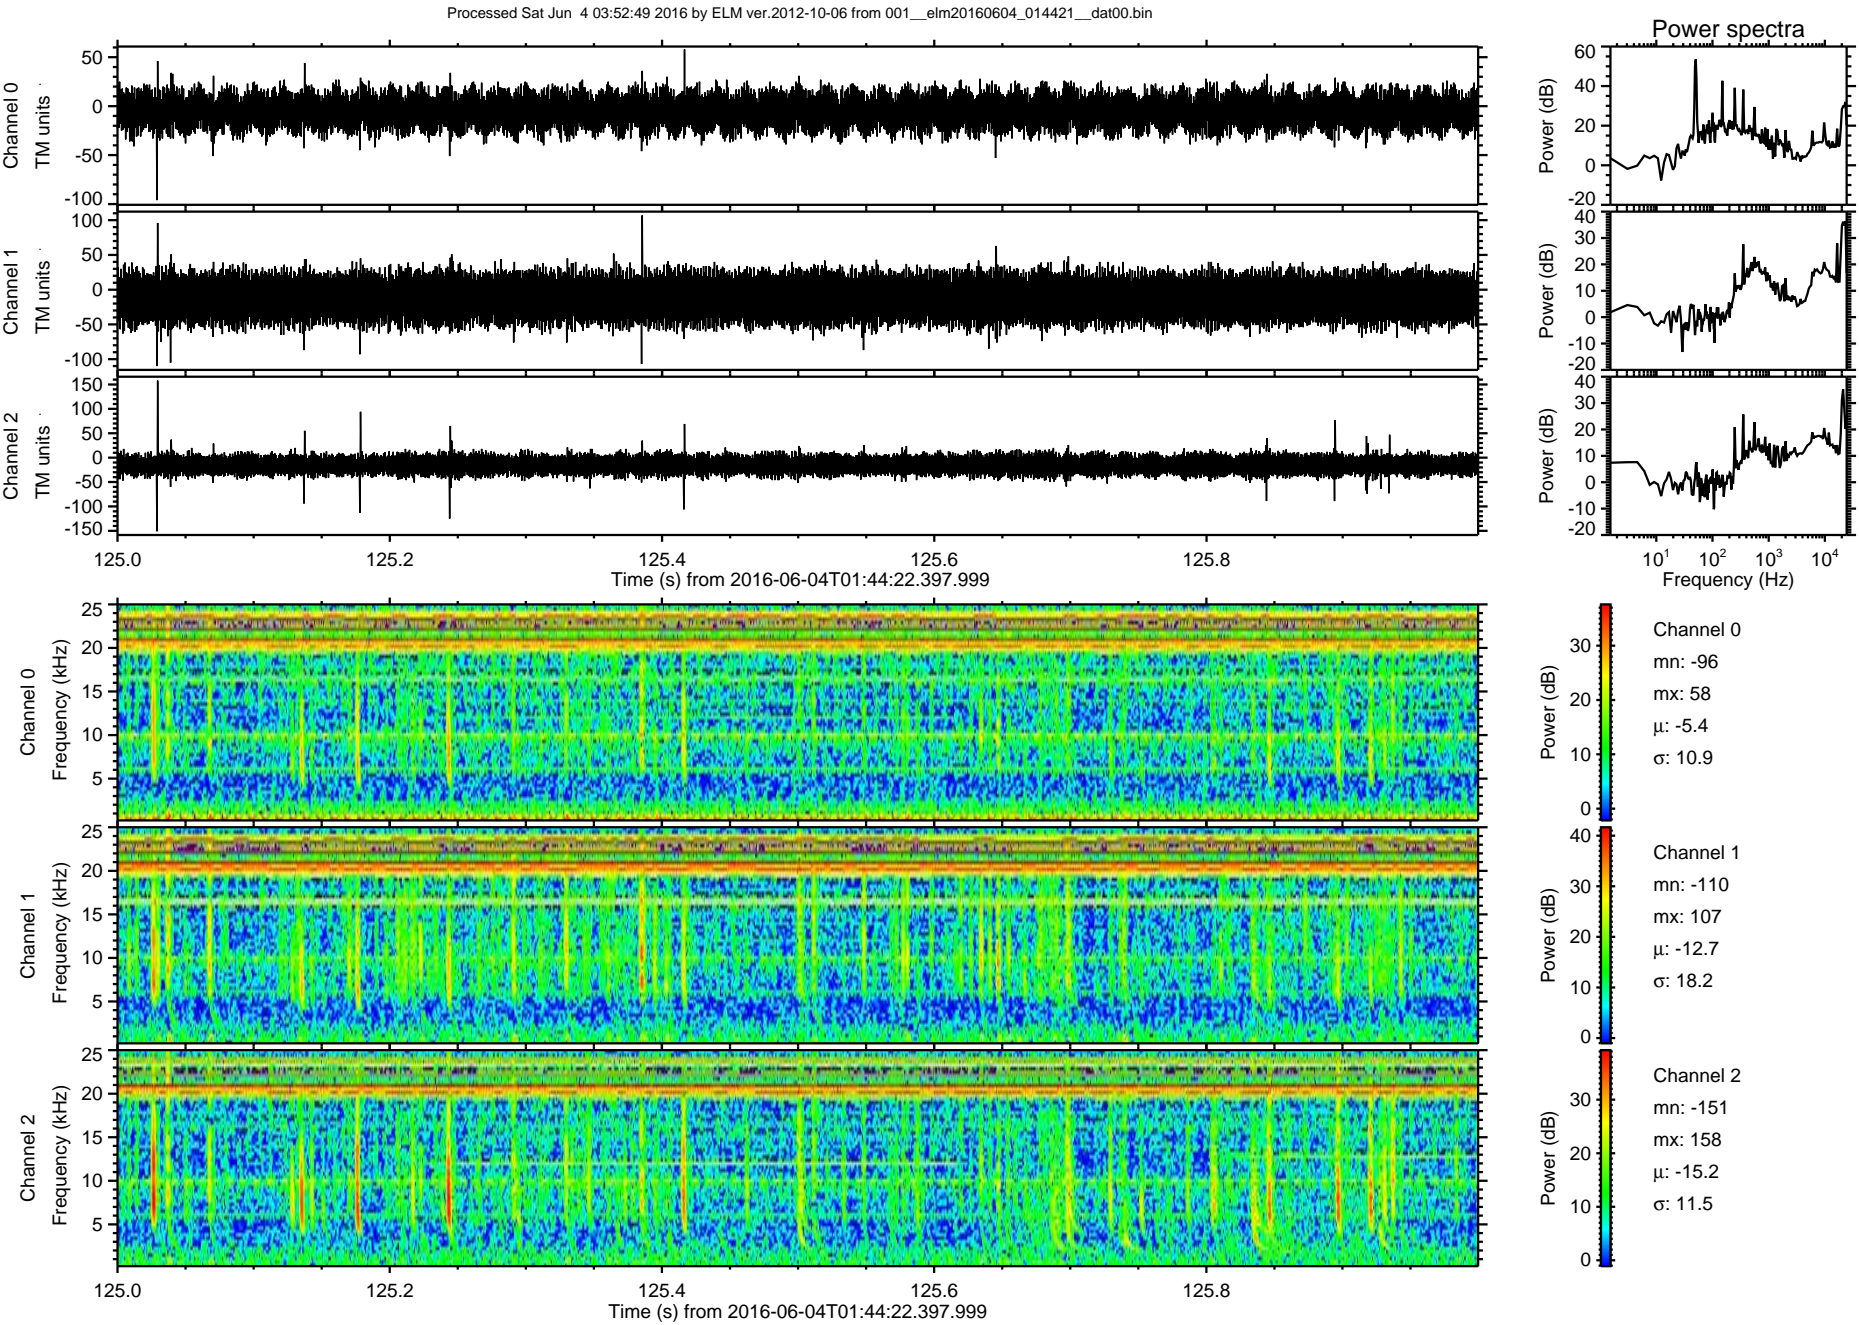 Processed Sat Jun  4 03:52:49 2016 by ELM ver.2012-10-06 from 001__elm20160604_014421__dat00.bin
Power spectra
Channel 0
TM units
50
0
-50
-100
Power (dB)
60
40
20
0
-20
Channel 1
TM units
100
50
0
-50
-100
Power (dB)
40
30
20
10
0
-10
-20
Channel 2
TM units
150
100
50
0
-50
-100
-150
Power (dB)
40
30
20
10
0
-10
-20
125.0 125.2 125.4 125.6 125.8
Time (s) from 2016-06-04T01:44:22.397.999
10¹ 10² 10³ 10⁴
Frequency (Hz)
Channel 0
Frequency (kHz)
25
20
15
10
5
Power (dB)
30
20
10
0
Channel 0
mn: -96
mx: 58
µ: -5.4
σ: 10.9
Channel 1
Frequency (kHz)
25
20
15
10
5
Power (dB)
40
30
20
10
0
Channel 1
mn: -110
mx: 107
µ: -12.7
σ: 18.2
Channel 2
Frequency (kHz)
25
20
15
10
5
Power (dB)
30
20
10
0
Channel 2
mn: -151
mx: 158
µ: -15.2
σ: 11.5
125.0 125.2 125.4 125.6 125.8
Time (s) from 2016-06-04T01:44:22.397.999